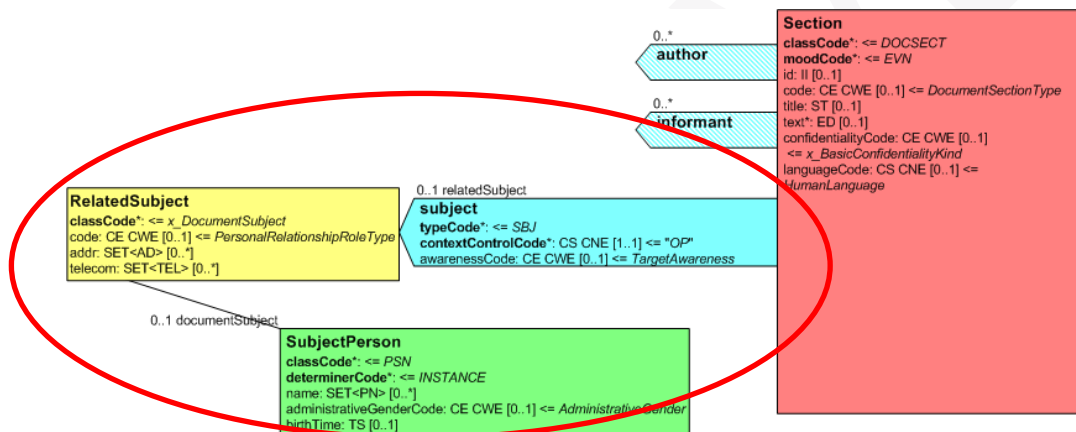 0..*
author
0..*
informant
Section
classCode*: <= DOCSECT
moodCode*: <= EVN
id: II [0..1]
code: CE CWE [0..1] <= DocumentSectionType
title: ST [0..1]
text*: ED [0..1]
confidentialityCode: CE CWE [0..1]
<= x_BasicConfidentialityKind
languageCode: CS CNE [0..1] <=
HumanLanguage
0..1 relatedSubject
subject
typeCode*: <= SBJ
contextControlCode*: CS CNE [1..1] <= "OP"
awarenessCode: CE CWE [0..1] <= TargetAwareness
RelatedSubject
classCode*: <= x_DocumentSubject
code: CE CWE [0..1] <= PersonalRelationshipRoleType
addr: SET<AD> [0..*]
telecom: SET<TEL> [0..*]
0..1 documentSubject
SubjectPerson
classCode*: <= PSN
determinerCode*: <= INSTANCE
name: SET<PN> [0..*]
administrativeGenderCode: CE CWE [0..1] <= AdministrativeGender
birthTime: TS [0..1]